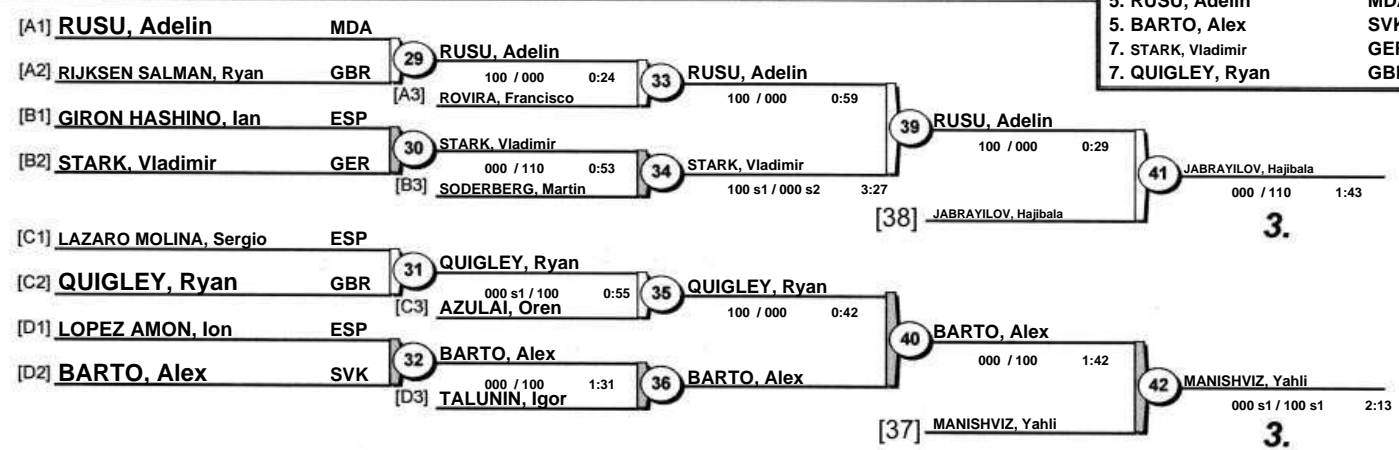 5. RUSU, Adelin MDA
5. BARTO, Alex SVK
7. STARK, Vladimir GER
7. QUIGLEY, Ryan GBR
[A1] RUSU, Adelin MDA
[A2] RIJKSEN SALMAN, Ryan GBR
29
RUSU, Adelin
100 / 000 0:24
[A3] ROVIRA, Francisco
33
RUSU, Adelin
100 / 000 0:59
[B1] GIRON HASHINO, Ian ESP
[B2] STARK, Vladimir GER
30
STARK, Vladimir
000 / 110 0:53
[B3] SODERBERG, Martin
34
STARK, Vladimir
100 s1 / 000 s2 3:27
39
RUSU, Adelin
100 / 000 0:29
[38] JABRAYILOV, Hajibala
41
JABRAYILOV, Hajibala
000 / 110 1:43
3.
[C1] LAZARO MOLINA, Sergio ESP
[C2] QUIGLEY, Ryan GBR
31
QUIGLEY, Ryan
000 s1 / 100 0:55
[C3] AZULAI, Oren
35
QUIGLEY, Ryan
100 / 000 0:42
[D1] LOPEZ AMON, Ion ESP
[D2] BARTO, Alex SVK
32
BARTO, Alex
000 / 100 1:31
[D3] TALUNIN, Igor
36
BARTO, Alex
40
BARTO, Alex
000 / 100 1:42
[37] MANISHVIZ, Yahli
42
MANISHVIZ, Yahli
000 s1 / 100 s1 2:13
3.